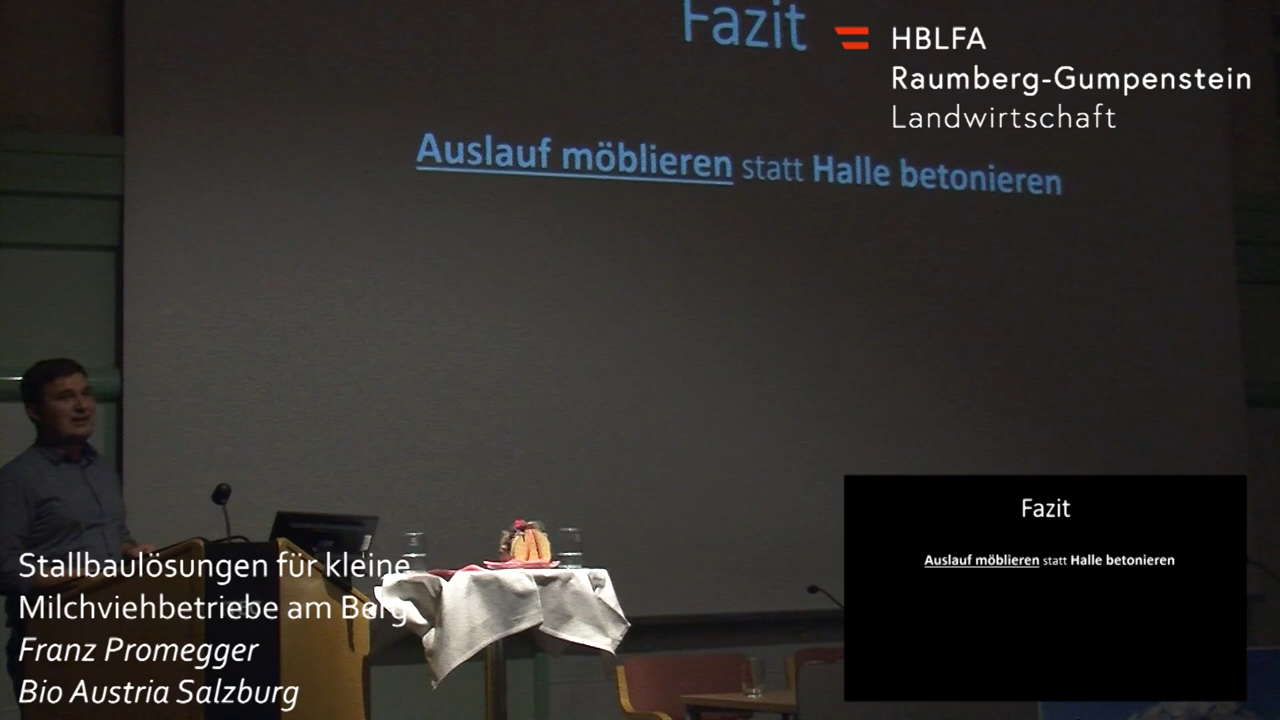 Fazit
HBLFA
Raumberg-Gumpenstein
Landwirtschaft
Auslauf möblieren statt Halle betonieren
Fazit
Auslauf möblieren statt Halle betonieren
Stallbaulösungen für kleine
Milchviehbetriebe am Berg
Franz Promegger
Bio Austria Salzburg